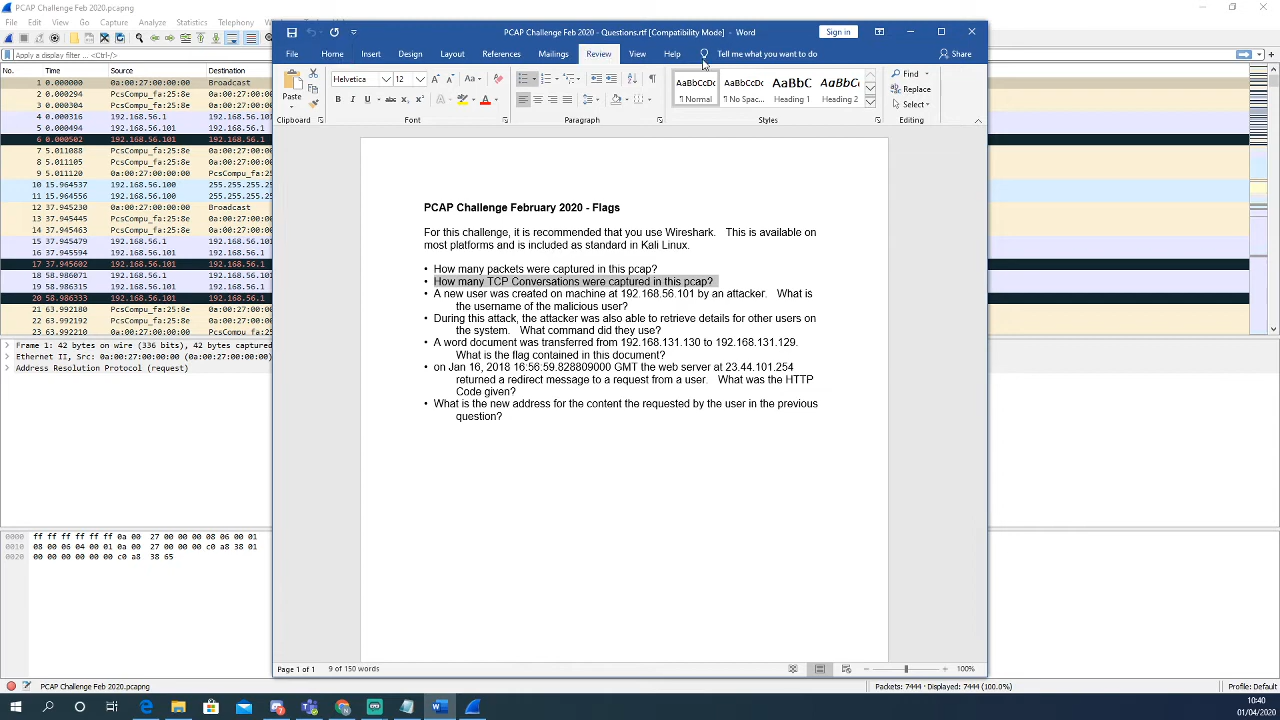 PCAP Challenge Feb 2020.pcapng
File Edit View Go Capture Analyze Statistics Telephony
PCAP Challenge Feb 2020 - Questions.rtf [Compatibility Mode] - Word
Sign in
File Home Insert Design Layout References Mailings Review View Help Tell me what you want to do Share
Apply a display filter ... <Ctrl-/>
Helvetica 12
Paste
Clipboard Font Paragraph Styles Editing
AaBbCcDc AaBbCcDc AaBbC AaBbC
¶ Normal ¶ No Spac... Heading 1 Heading 2
Find
Replace
Select
No. Time Source Destination
1 0.000000 0a:00:27:00:00:00 Broadcast
2 0.000294 PcsCompu_fa:25:8e 0a:00:27:00:00:00
3 0.000304 PcsCompu_fa:25:8e 0a:00:27:00:00:00
4 0.000316 192.168.56.1 192.168.56.101
5 0.000494 192.168.56.101 192.168.56.1
6 0.000502 192.168.56.101 192.168.56.1
7 5.011088 PcsCompu_fa:25:8e 0a:00:27:00:00:00
8 5.011105 PcsCompu_fa:25:8e 0a:00:27:00:00:00
9 5.011120 0a:00:27:00:00:00 PcsCompu_fa:25:8e
10 15.964537 192.168.56.100 255.255.255.25
11 15.964556 192.168.56.100 255.255.255.25
12 37.945230 0a:00:27:00:00:00 Broadcast
13 37.945445 PcsCompu_fa:25:8e 0a:00:27:00:00:00
14 37.945463 PcsCompu_fa:25:8e 0a:00:27:00:00:00
15 37.945479 192.168.56.1 192.168.56.101
16 37.945594 192.168.56.101 192.168.56.1
17 37.945602 192.168.56.101 192.168.56.1
18 58.986071 192.168.56.1 192.168.56.101
19 58.986315 192.168.56.101 192.168.56.1
20 58.986333 192.168.56.101 192.168.56.1
21 63.992180 PcsCompu_fa:25:8e 0a:00:27:00:00:00
22 63.992199 PcsCompu_fa:25:8e 0a:00:27:00:00:00
23 63.992210 0a:00:27:00:00:00 PcsCompu_fa:25:8e
Frame 1: 42 bytes on wire (336 bits), 42 bytes captured
Ethernet II, Src: 0a:00:27:00:00:00 (0a:00:27:00:00:00)
Address Resolution Protocol (request)
0000 ff ff ff ff ff ff 0a 00 27 00 00 00 08 06 00 01
0010 08 00 06 04 00 01 0a 00 27 00 00 00 c0 a8 38 01
0020 00 00 00 00 00 00 c0 a8 38 65
PCAP Challenge February 2020 - Flags
For this challenge, it is recommended that you use Wireshark. This is available on
most platforms and is included as standard in Kali Linux.
• How many packets were captured in this pcap?
• How many TCP Conversations were captured in this pcap?
• A new user was created on machine at 192.168.56.101 by an attacker. What is
the username of the malicious user?
• During this attack, the attacker was also able to retrieve details for other users on
the system. What command did they use?
• A word document was transferred from 192.168.131.130 to 192.168.131.129.
What is the flag contained in this document?
• on Jan 16, 2018 16:56:59.828809000 GMT the web server at 23.44.101.254
returned a redirect message to a request from a user. What was the HTTP
Code given?
• What is the new address for the content the requested by the user in the previous
question?
Page 1 of 1 9 of 150 words 100%
PCAP Challenge Feb 2020.pcapng Packets: 7444 · Displayed: 7444 (100.0%) Profile: Default
10:40
01/04/2020